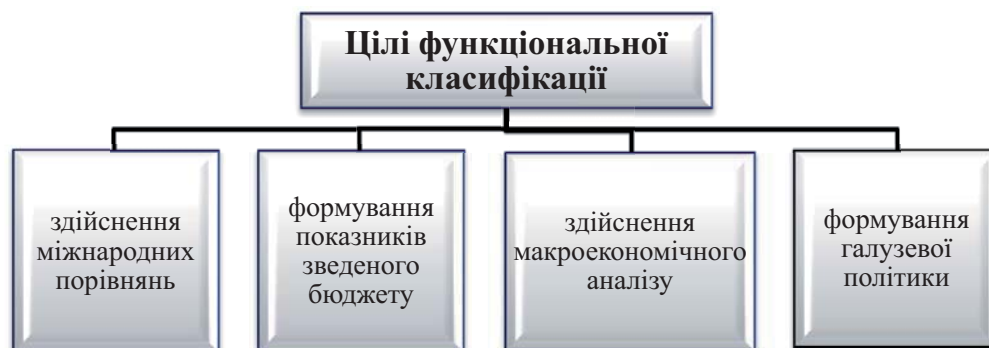 Цілі функціональної
класифікації
здійснення
міжнародних
порівнянь
формування
показників
зведеного
бюджету
здійснення
макроекономічного
аналізу
формування
галузевої
політики